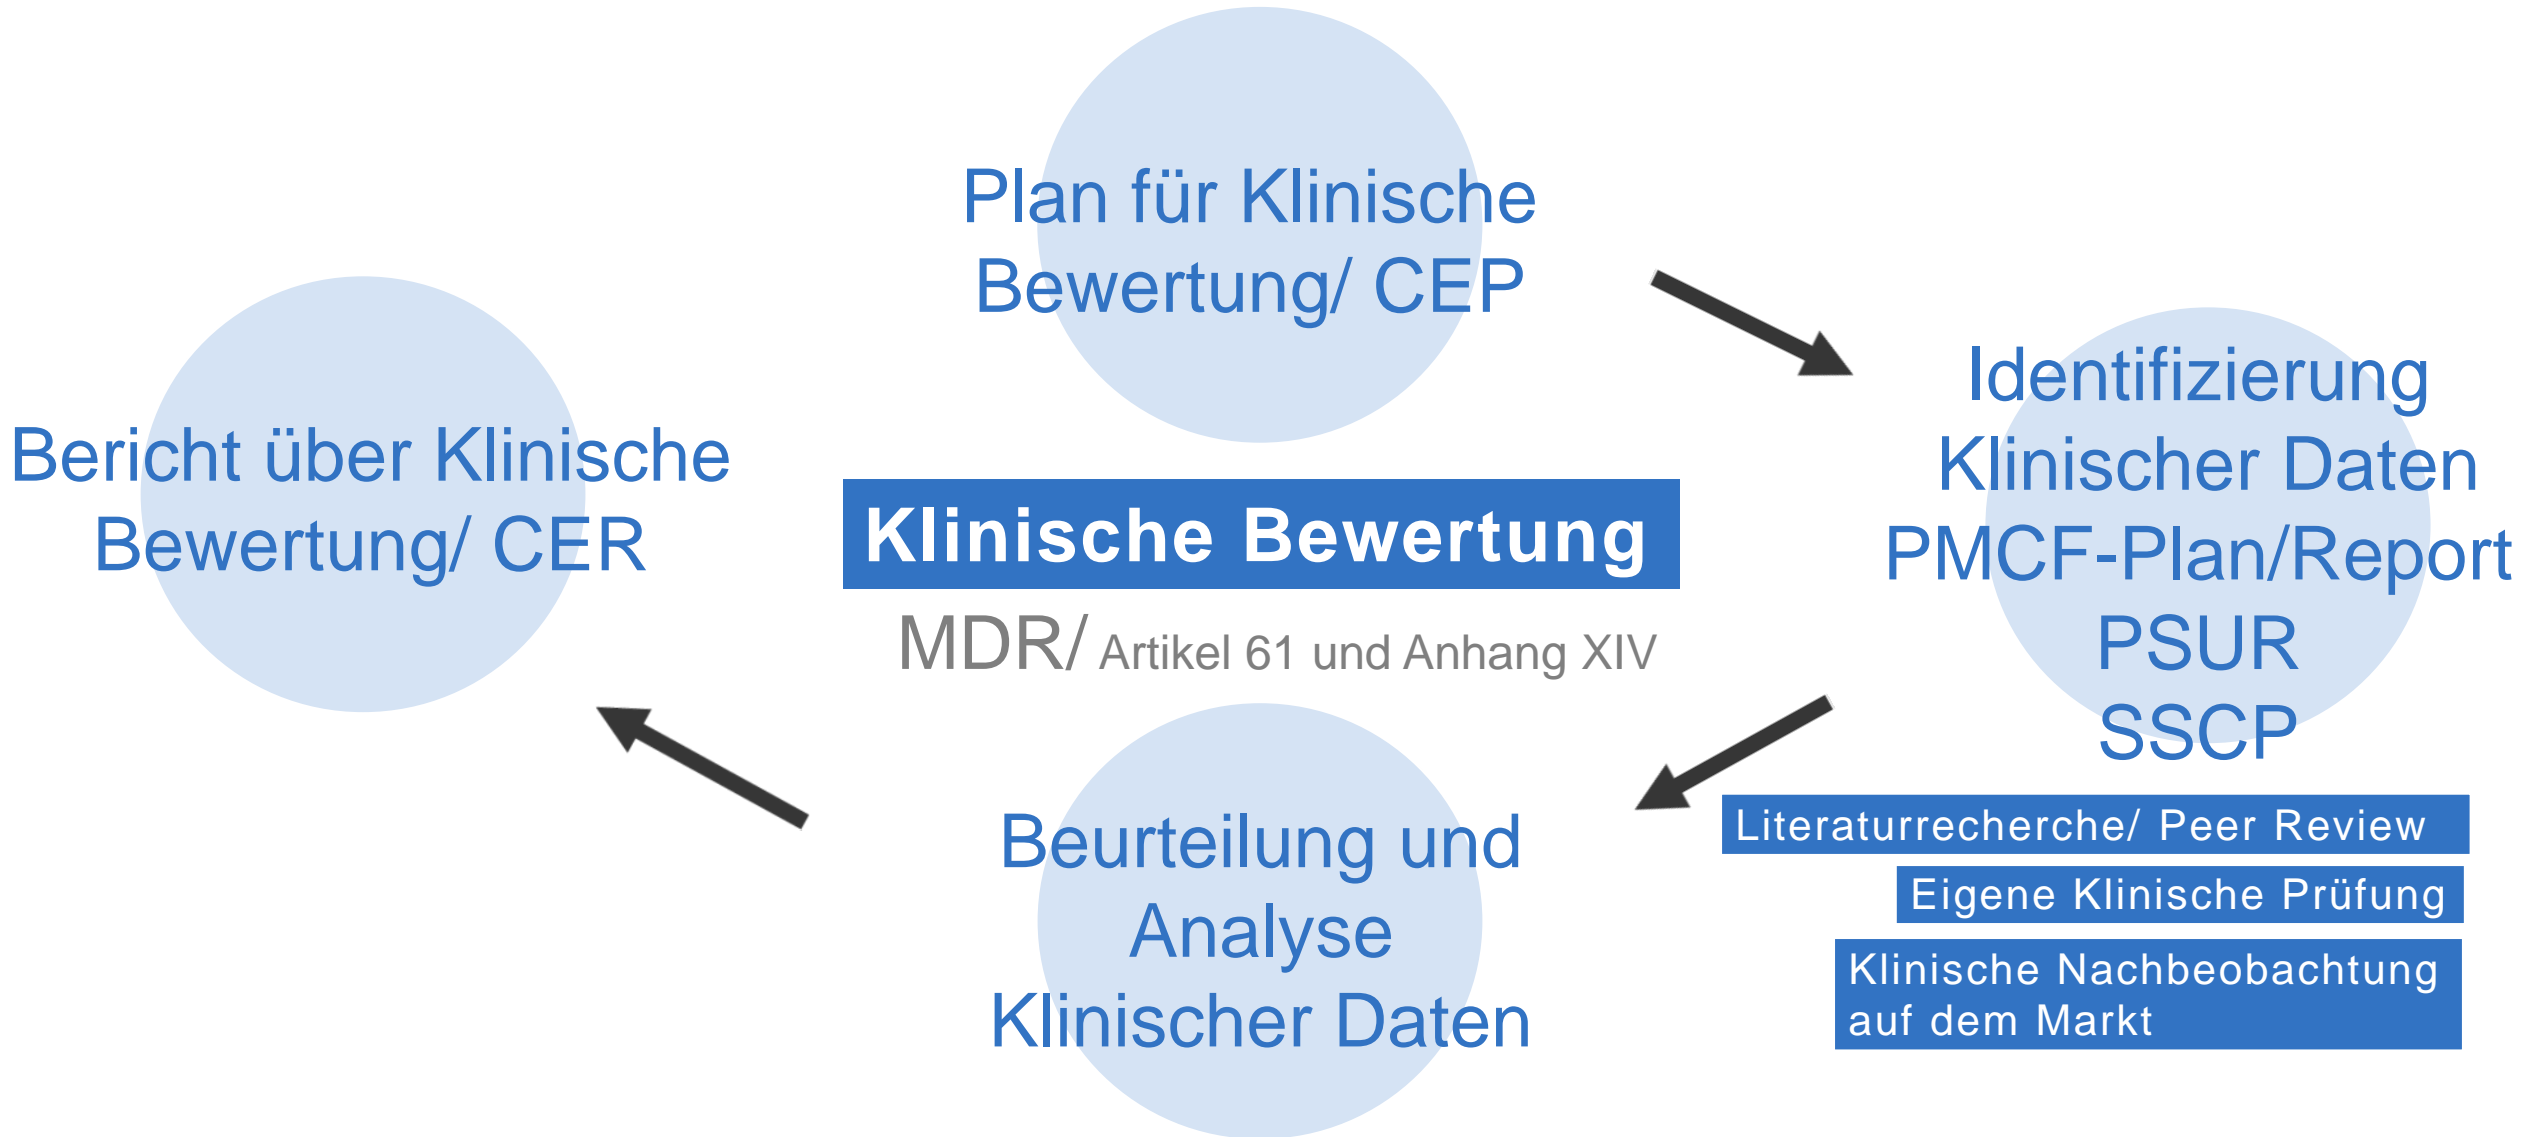 Plan für Klinische
Bewertung/ CEP
Identifizierung
Klinischer Daten
PMCF-Plan/Report
PSUR
SSCP
Literaturrecherche/ Peer Review
Eigene Klinische Prüfung
Klinische Nachbeobachtung
auf dem Markt
Beurteilung und
Analyse
Klinischer Daten
Bericht über Klinische
Bewertung/ CER
Klinische Bewertung
MDR/ Artikel 61 und Anhang XIV